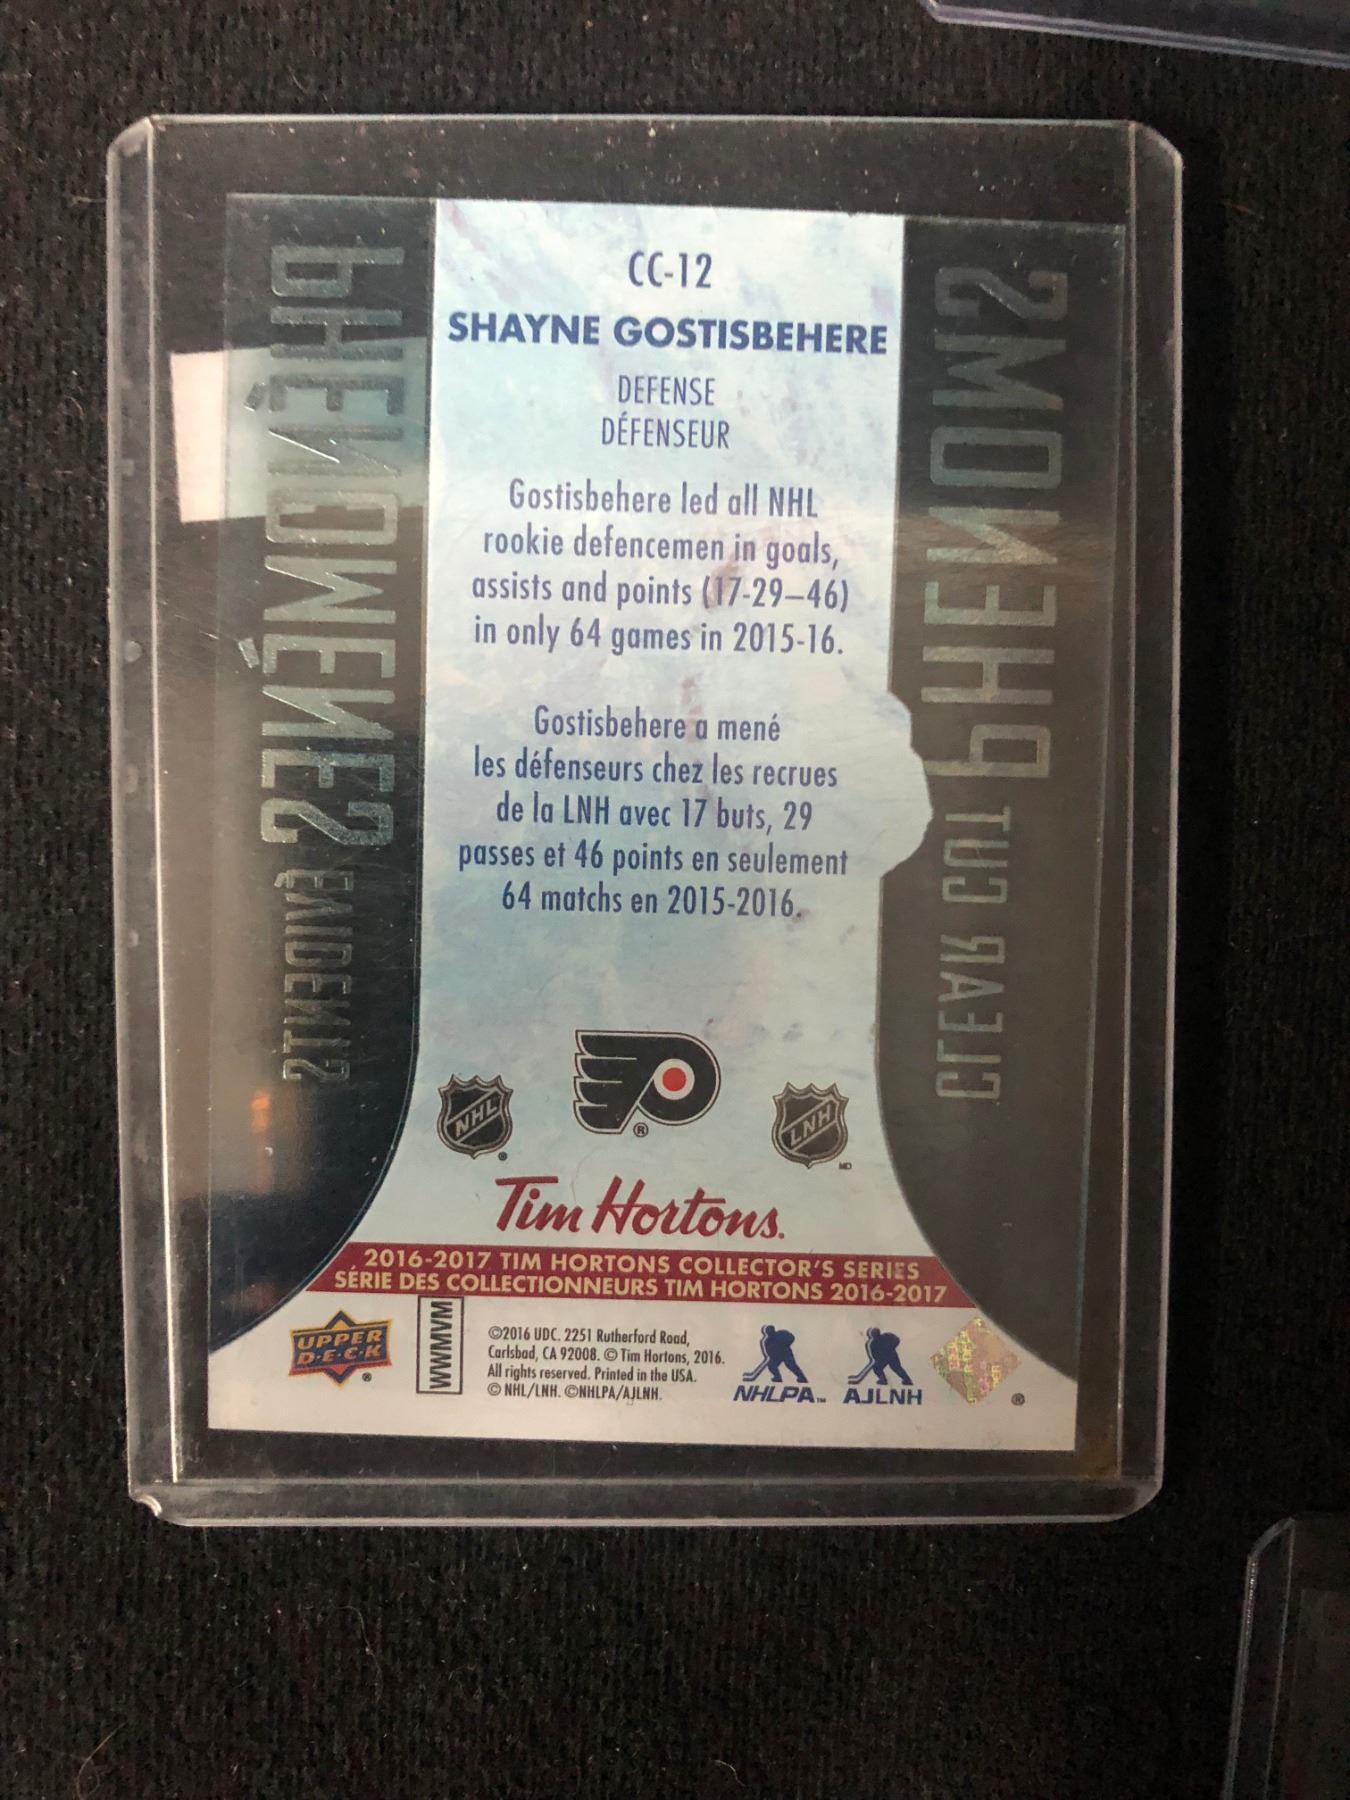 CC-12
SHAYNE GOSTISBEHERE
DEFENSE
DÉFENSEUR
Gostisbehere led all NHL
rookie defencemen in goals,
assists and points (17-29–46)
in only 64 games in 2015-16.
Gostisbehere a mené
les défenseurs chez les recrues
de la LNH avec 17 buts, 29
passes et 46 points en seulement
64 matchs en 2015-2016.
PHÉNOMÉNES
ÉVIDENTS
PHENOMS
CLEAR CUT
NHL
®
®
LNH
MD
Tim Hortons.
2016-2017 TIM HORTONS COLLECTOR'S SERIES
SÉRIE DES COLLECTIONNEURS TIM HORTONS 2016-2017
UPPER
D·E·C·K
®
WWMVM
©2016 UDC. 2251 Rutherford Road,
Carlsbad, CA 92008. © Tim Hortons, 2016.
All rights reserved. Printed in the USA.
© NHL/LNH. ©NHLPA/AJLNH.
NHLPA™
AJLNH
®